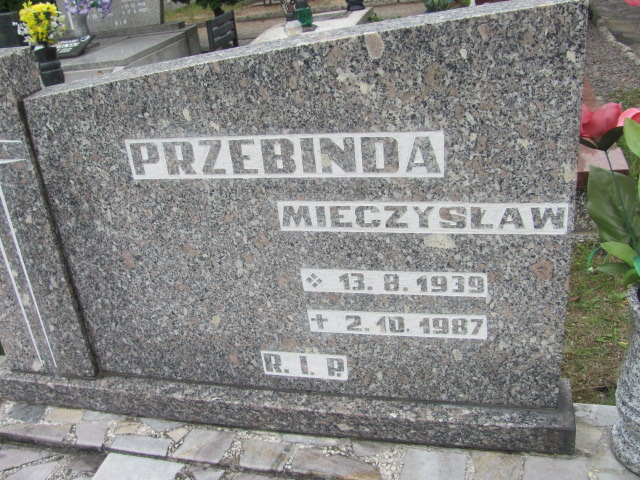 PRZEBINDA
MIECZYSŁAW
13. 8. 1939
✝ 2. 10. 1987
R. I. P.